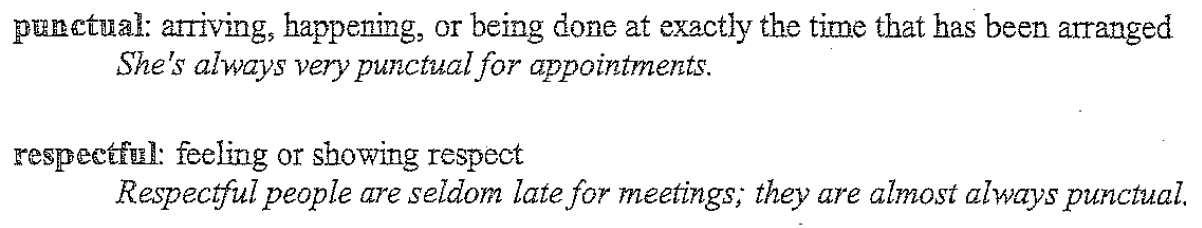 punctual: arriving, happening, or being done at exactly the time that has been arranged
She's always very punctual for appointments.
respectful: feeling or showing respect
Respectful people are seldom late for meetings; they are almost always punctual.